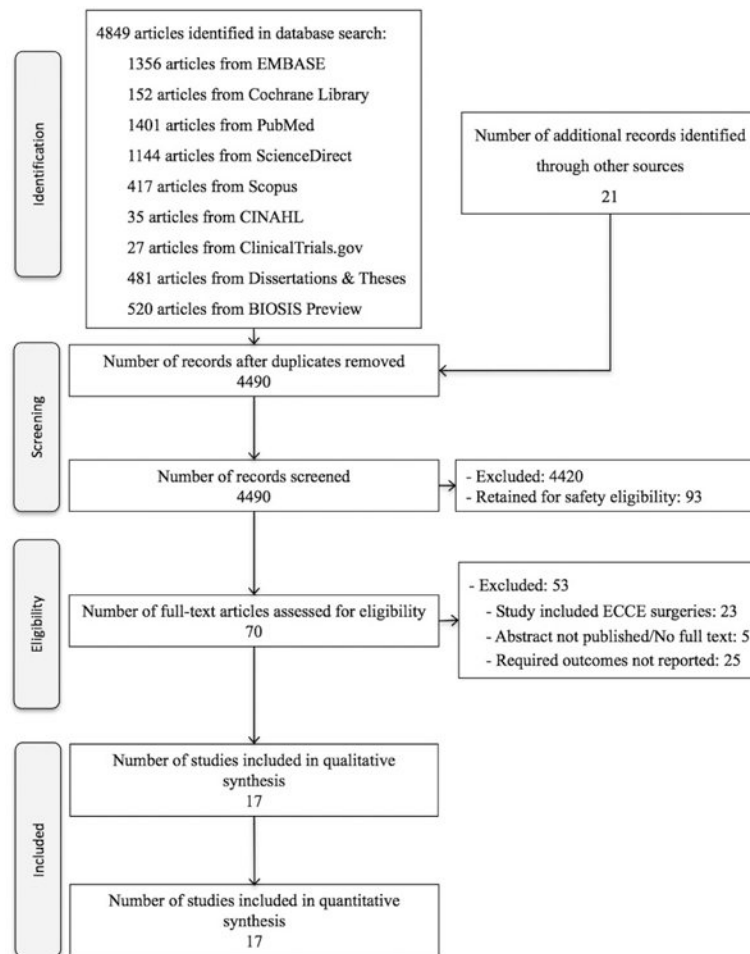 Identification
4849 articles identified in database search:
1356 articles from EMBASE
152 articles from Cochrane Library
1401 articles from PubMed
1144 articles from ScienceDirect
417 articles from Scopus
35 articles from CINAHL
27 articles from ClinicalTrials.gov
481 articles from Dissertations & Theses
520 articles from BIOSIS Preview
Number of additional records identified
through other sources
21
Screening
Number of records after duplicates removed
4490
Number of records screened
4490
- Excluded: 4420
- Retained for safety eligibility: 93
Eligibility
Number of full-text articles assessed for eligibility
70
- Excluded: 53
- Study included ECCE surgeries: 23
- Abstract not published/No full text: 5
- Required outcomes not reported: 25
Included
Number of studies included in qualitative
synthesis
17
Number of studies included in quantitative
synthesis
17